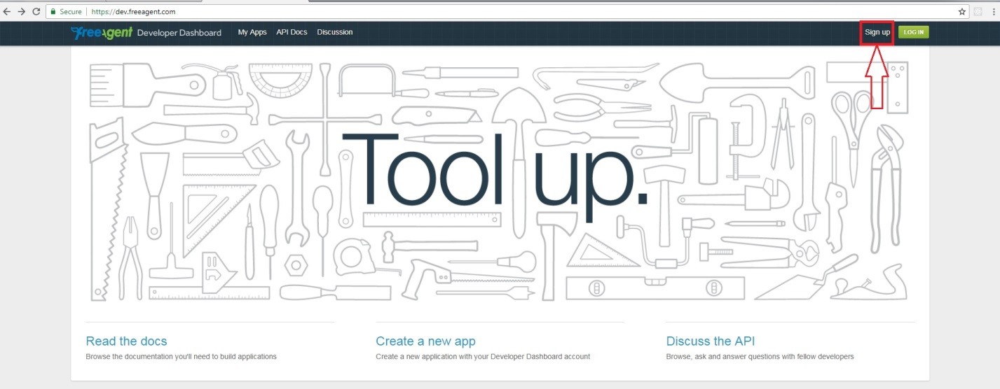 Secure https://dev.freeagent.com
freeagent Developer Dashboard My Apps API Docs Discussion Sign up LOG IN
Tool up.
Read the docs Create a new app Discuss the API
Browse the documentation you'll need to build applications Create a new application with your Developer Dashboard account Browse, ask and answer questions with fellow developers